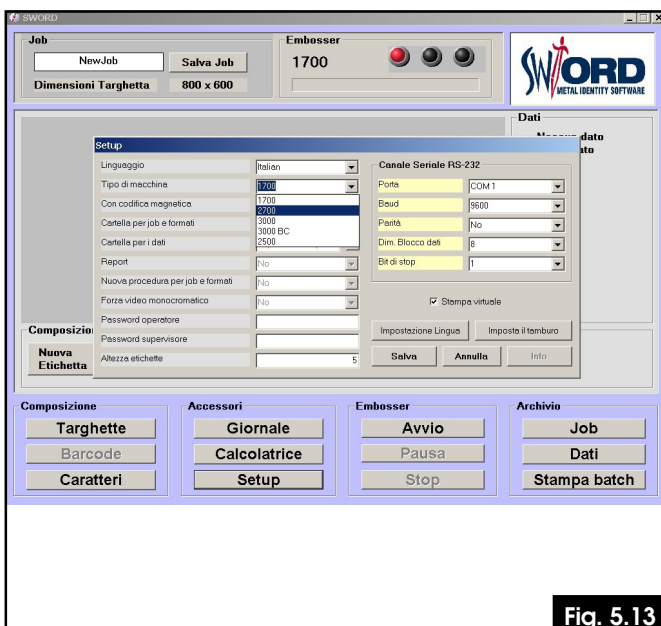 SWORD
Job
NewJob
Salva Job
Dimensioni Targhetta
800 x 600
Embosser
1700
SWORD
METAL IDENTITY SOFTWARE
Dati
dato
ato
Setup
Linguaggio
Italian
Tipo di macchina
1700
1700
2700
3000
3000 BC
2500
Con codifica magnetica
Cartella per job e formati
Cartella per i dati
Report
No
Nuova procedura per job e formati
No
Forza video monocromatico
No
Password operatore
Password supervisore
Altezza etichette
5
Canale Seriale RS-232
Porta
COM 1
Baud
9600
Parità
No
Dim. Blocco dati
8
Bit di stop
1
Stampa virtuale
Impostazione Lingua
Imposta il tamburo
Salva
Annulla
Info
Composizio
Nuova
Etichetta
Composizione
Targhette
Barcode
Caratteri
Accessori
Giornale
Calcolatrice
Setup
Embosser
Avvio
Pausa
Stop
Archivio
Job
Dati
Stampa batch
Fig. 5.13